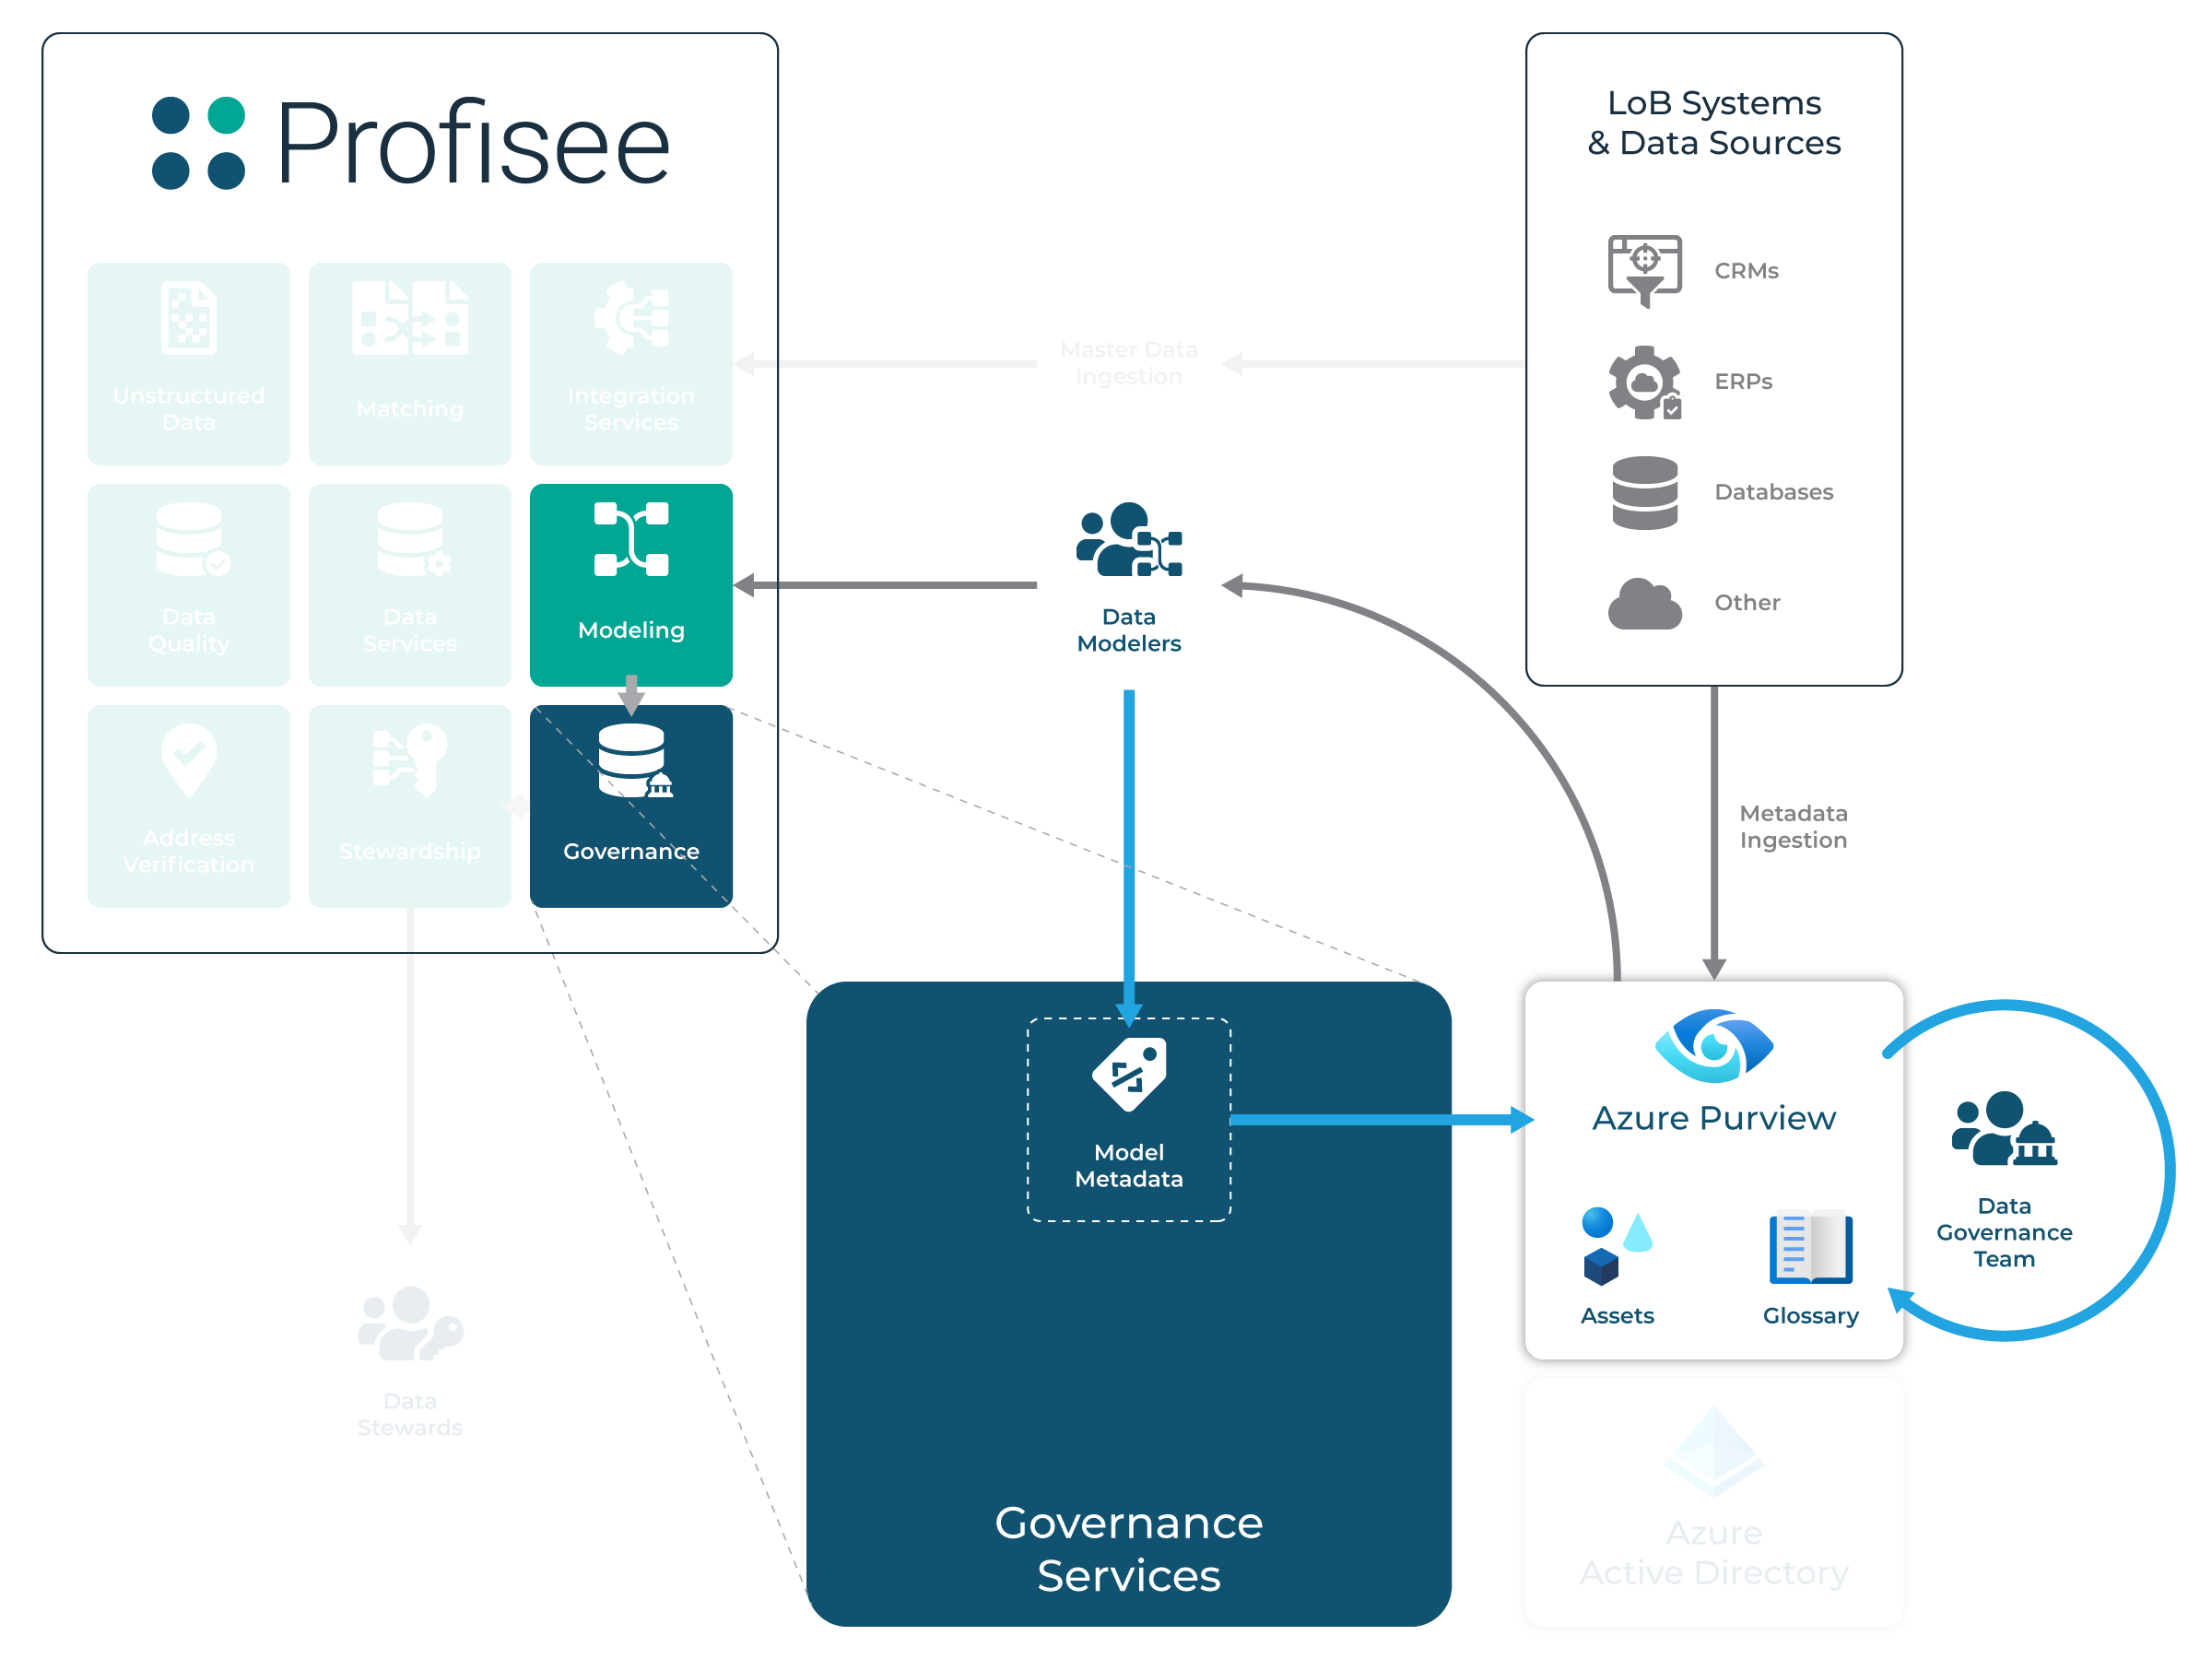 Profisee
Unstructured
Data
Matching
Integration
Services
Data
Quality
Data
Services
Modeling
Address
Verification
Stewardship
Governance
Master Data
Ingestion
Data
Modelers
LoB Systems
& Data Sources
CRMs
ERPs
Databases
Other
Metadata
Ingestion
Model
Metadata
Governance
Services
Azure Purview
Assets
Glossary
Data
Governance
Team
Data
Stewards
Azure
Active Directory